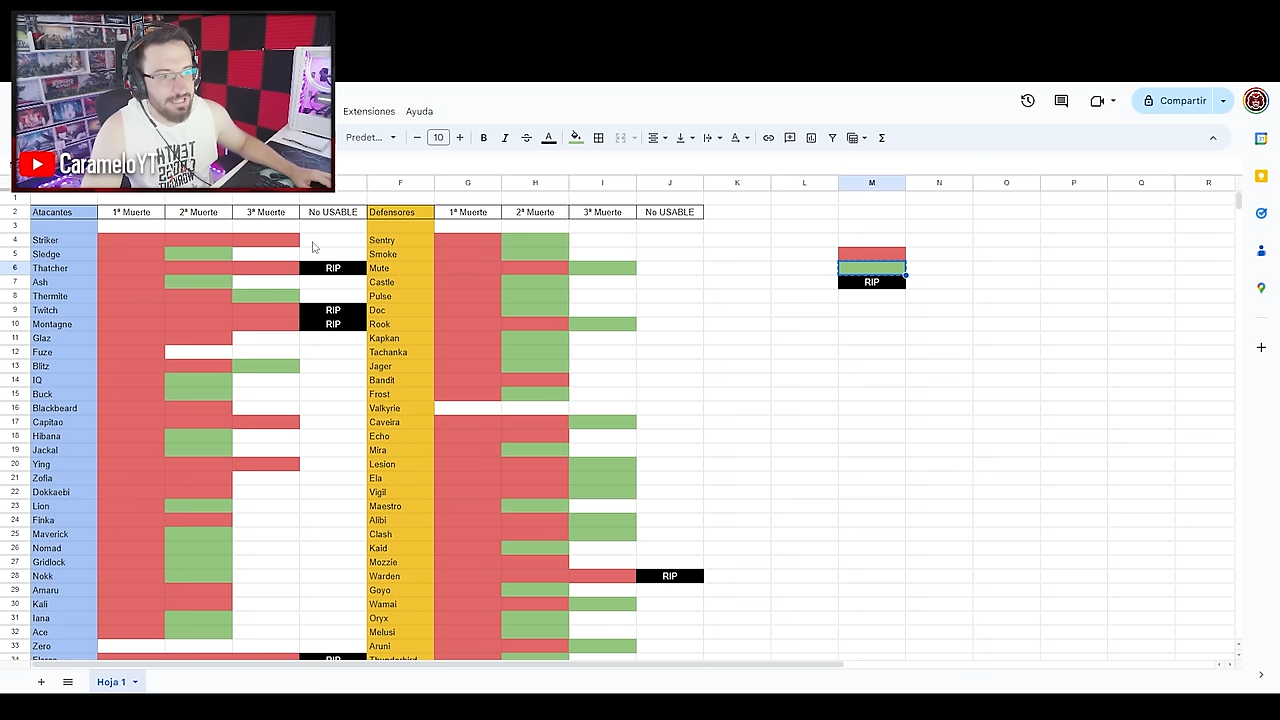 CarameloYT
TENTA
CROSS
Extensiones Ayuda
Compartir
Predet... 10 B I A A Σ
F G H I J K L M N O P Q R
1
2 Atacantes 1ª Muerte 2ª Muerte 3ª Muerte No USABLE Defensores 1ª Muerte 2ª Muerte 3ª Muerte No USABLE
3
4 Striker Sentry
5 Sledge Smoke
6 Thatcher RIP Mute
7 Ash Castle RIP
8 Thermite Pulse
9 Twitch RIP Doc
10 Montagne RIP Rook
11 Glaz Kapkan
12 Fuze Tachanka
13 Blitz Jager
14 IQ Bandit
15 Buck Frost
16 Blackbeard Valkyrie
17 Capitao Caveira
18 Hibana Echo
19 Jackal Mira
20 Ying Lesion
21 Zofia Ela
22 Dokkaebi Vigil
23 Lion Maestro
24 Finka Alibi
25 Maverick Clash
26 Nomad Kaid
27 Gridlock Mozzie
28 Nokk Warden RIP
29 Amaru Goyo
30 Kali Wamai
31 Iana Oryx
32 Ace Melusi
33 Zero Aruni
34 Flores RIP Thunderbird
Hoja 1